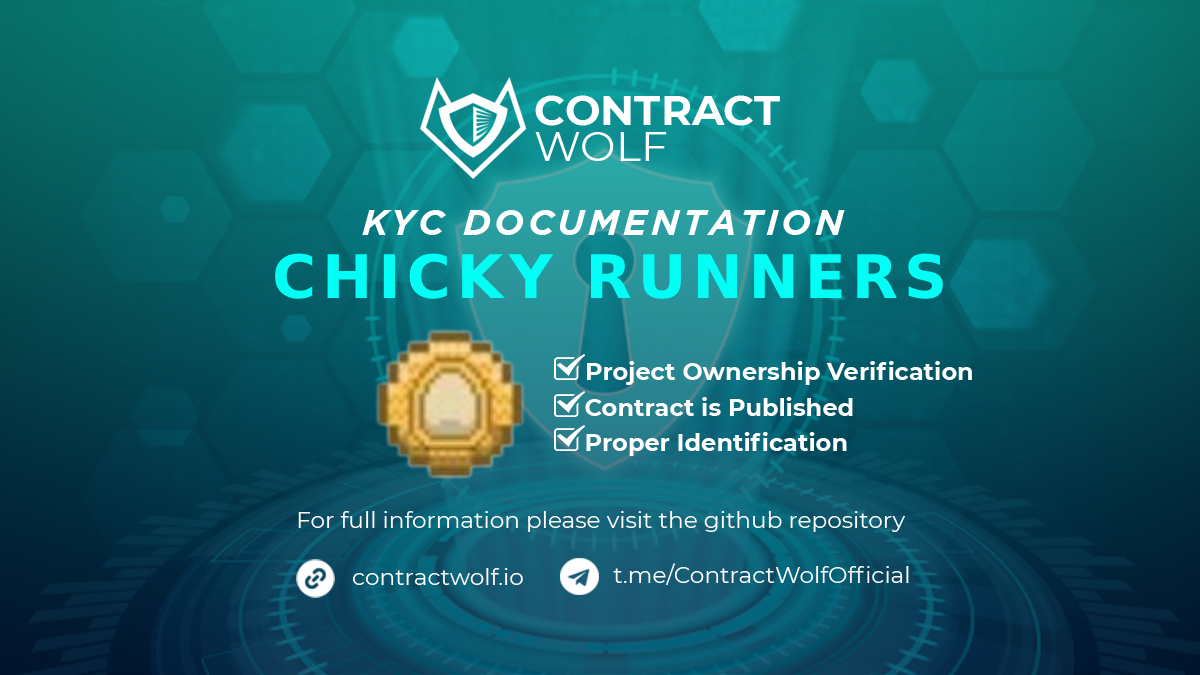 CONTRACT
WOLF
KYC DOCUMENTATION
CHICKY RUNNERS
Project Ownership Verification
Contract is Published
Proper Identification
For full information please visit the github repository
contractwolf.io
t.me/ContractWolfOfficial